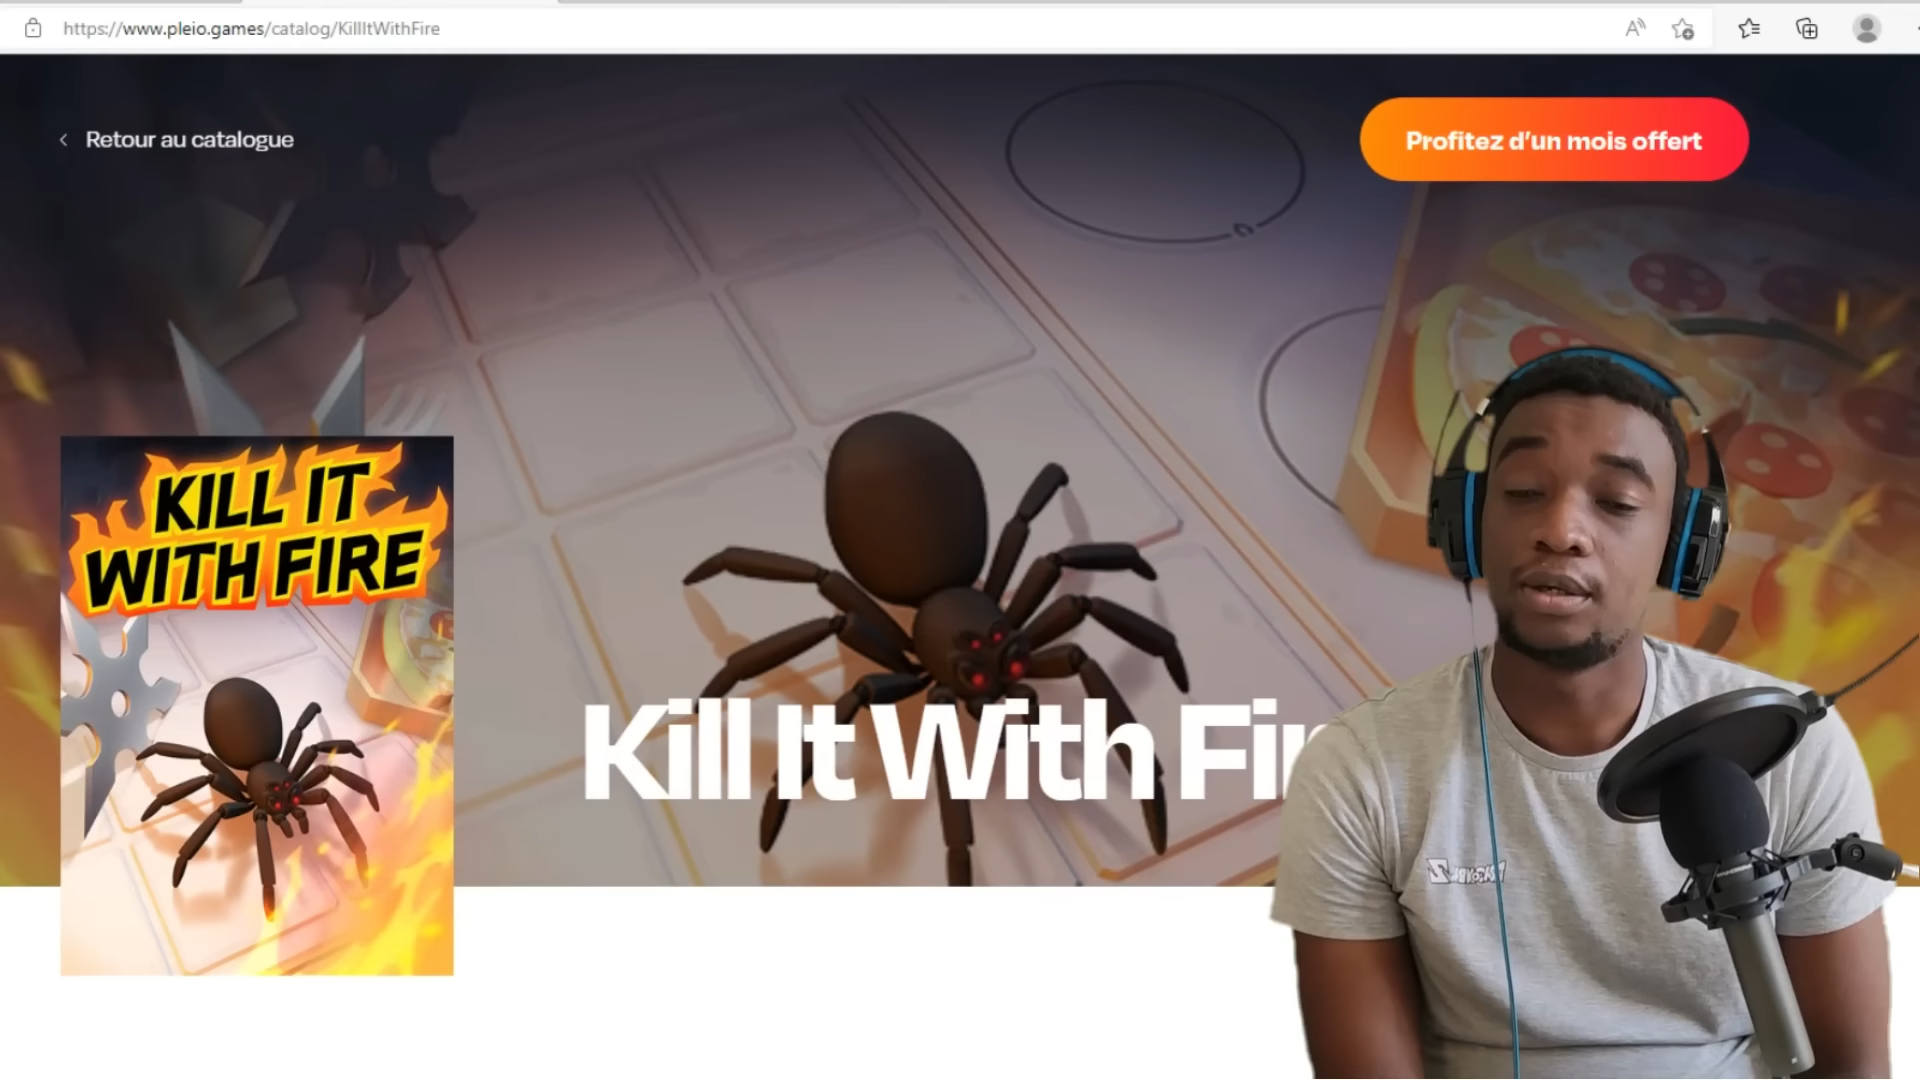 https://www.pleio.games/catalog/KillItWithFire
Retour au catalogue
Profitez d'un mois offert
KILL IT
WITH FIRE
Kill It With Fir